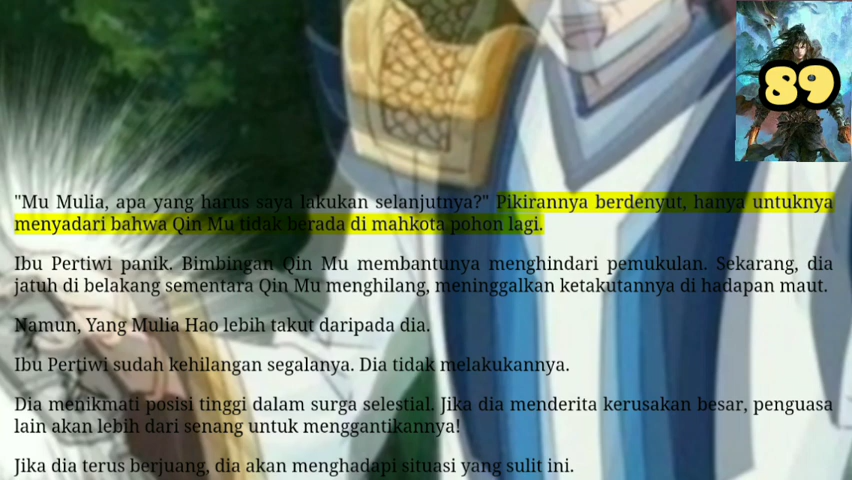 89
"Mu Mulia, apa yang harus saya lakukan selanjutnya?" Pikirannya berdenyut, hanya untuknya
menyadari bahwa Qin Mu tidak berada di mahkota pohon lagi.
Ibu Pertiwi panik. Bimbingan Qin Mu membantunya menghindari pemukulan. Sekarang, dia
jatuh di belakang sementara Qin Mu menghilang, meninggalkan ketakutannya di hadapan maut.
Namun, Yang Mulia Hao lebih takut daripada dia.
Ibu Pertiwi sudah kehilangan segalanya. Dia tidak melakukannya.
Dia menikmati posisi tinggi dalam surga selestial. Jika dia menderita kerusakan besar, penguasa
lain akan lebih dari senang untuk menggantikannya!
Jika dia terus berjuang, dia akan menghadapi situasi yang sulit ini.